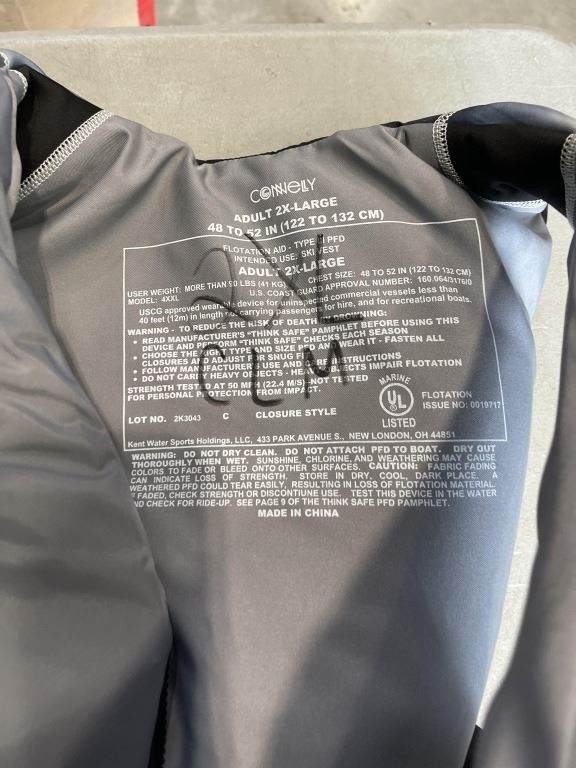 CONNELLY
ADULT 2X-LARGE
48 TO 52 IN (122 TO 132 CM)
FLOTATION AID - TYPE III PFD
INTENDED USE: SKI VEST
ADULT 2X-LARGE
USER WEIGHT: MORE THAN 90 LBS (41 KG) CHEST SIZE: 48 TO 52 IN (122 TO 132 CM)
MODEL: 4XXL U.S. COAST GUARD APPROVAL NUMBER: 160.064/3176/0
USCG approved wearable device for uninspected commercial vessels less than
40 feet (12m) in length not carrying passengers for hire, and for recreational boats.
WARNING - TO REDUCE THE RISK OF DEATH BY DROWNING:
• READ MANUFACTURER'S "THINK SAFE" PAMPHLET BEFORE USING THIS
DEVICE AND PERFORM "THINK SAFE" CHECKS EACH SEASON
• CHOOSE THE RIGHT TYPE AND SIZE PFD AND WEAR IT - FASTEN ALL
CLOSURES AND ADJUST FOR SNUG FIT
• FOLLOW MANUFACTURER'S USE AND CARE INSTRUCTIONS
• DO NOT CARRY HEAVY OBJECTS - HEAVY OBJECTS IMPAIR FLOTATION
STRENGTH TESTED AT 50 MPH (22.4 M/S)-NOT TESTED
FOR PERSONAL PROTECTION FROM IMPACT.
2XL
CLM
LOT NO. 2K3043 C CLOSURE STYLE
MARINE
UL
LISTED
FLOTATION
ISSUE NO: 0019717
Kent Water Sports Holdings, LLC, 433 PARK AVENUE S., NEW LONDON, OH 44851
WARNING: DO NOT DRY CLEAN. DO NOT ATTACH PFD TO BOAT. DRY OUT
THOROUGHLY WHEN WET. SUNSHINE, CHLORINE, AND WEATHERING MAY CAUSE
COLORS TO FADE OR BLEED ONTO OTHER SURFACES. CAUTION: FABRIC FADING
CAN INDICATE LOSS OF STRENGTH. STORE IN DRY, COOL, DARK PLACE. A
WEATHERED PFD COULD TEAR EASILY, RESULTING IN LOSS OF FLOTATION MATERIAL.
IF FADED, CHECK STRENGTH OR DISCONTIUNE USE. TEST THIS DEVICE IN THE WATER
AND CHECK FOR RIDE-UP. SEE PAGE 9 OF THE THINK SAFE PFD PAMPHLET.
MADE IN CHINA